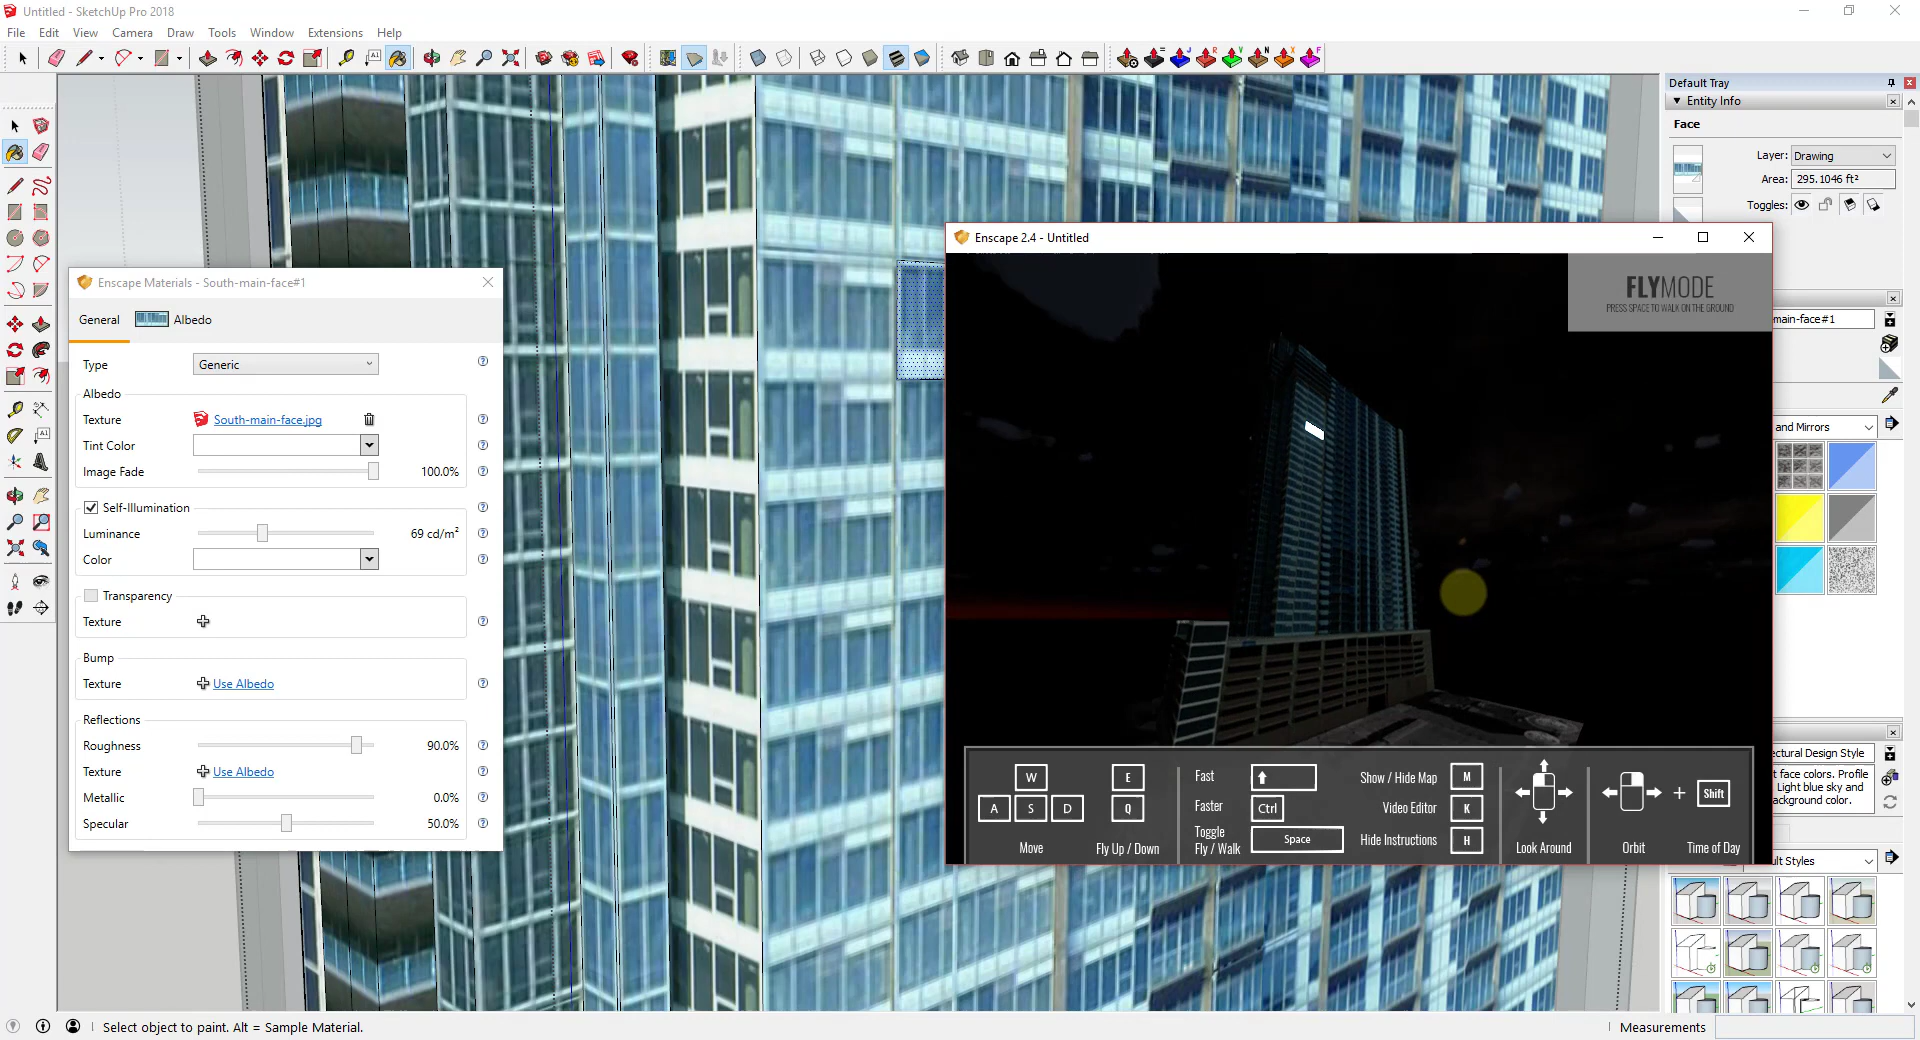 Untitled - SketchUp Pro 2018
File Edit View Camera Draw Tools Window Extensions Help
Default Tray
Entity Info
Face
Layer: Drawing
Area: 295.1046 ft²
Toggles:
Enscape 2.4 - Untitled
FLYMODE
PRESS SPACE TO WALK ON THE GROUND
main-face#1
and Mirrors
Enscape Materials - South-main-face#1
General Albedo
Type Generic
Albedo
Texture South-main-face.jpg
Tint Color
Image Fade 100.0%
Self-Illumination
Luminance 69 cd/m²
Color
Transparency
Texture
Bump
Texture Use Albedo
Reflections
Roughness 90.0%
Texture Use Albedo
Metallic 0.0%
Specular 50.0%
W E Fast Show / Hide Map M
A S D Q Faster Ctrl Video Editor K
Shift
Toggle
Fly / Walk Space Hide Instructions H
Move Fly Up / Down Look Around Orbit Time of Day
ectural Design Style
t face colors. Profile
Light blue sky and
ackground color.
ult Styles
Select object to paint. Alt = Sample Material.
Measurements